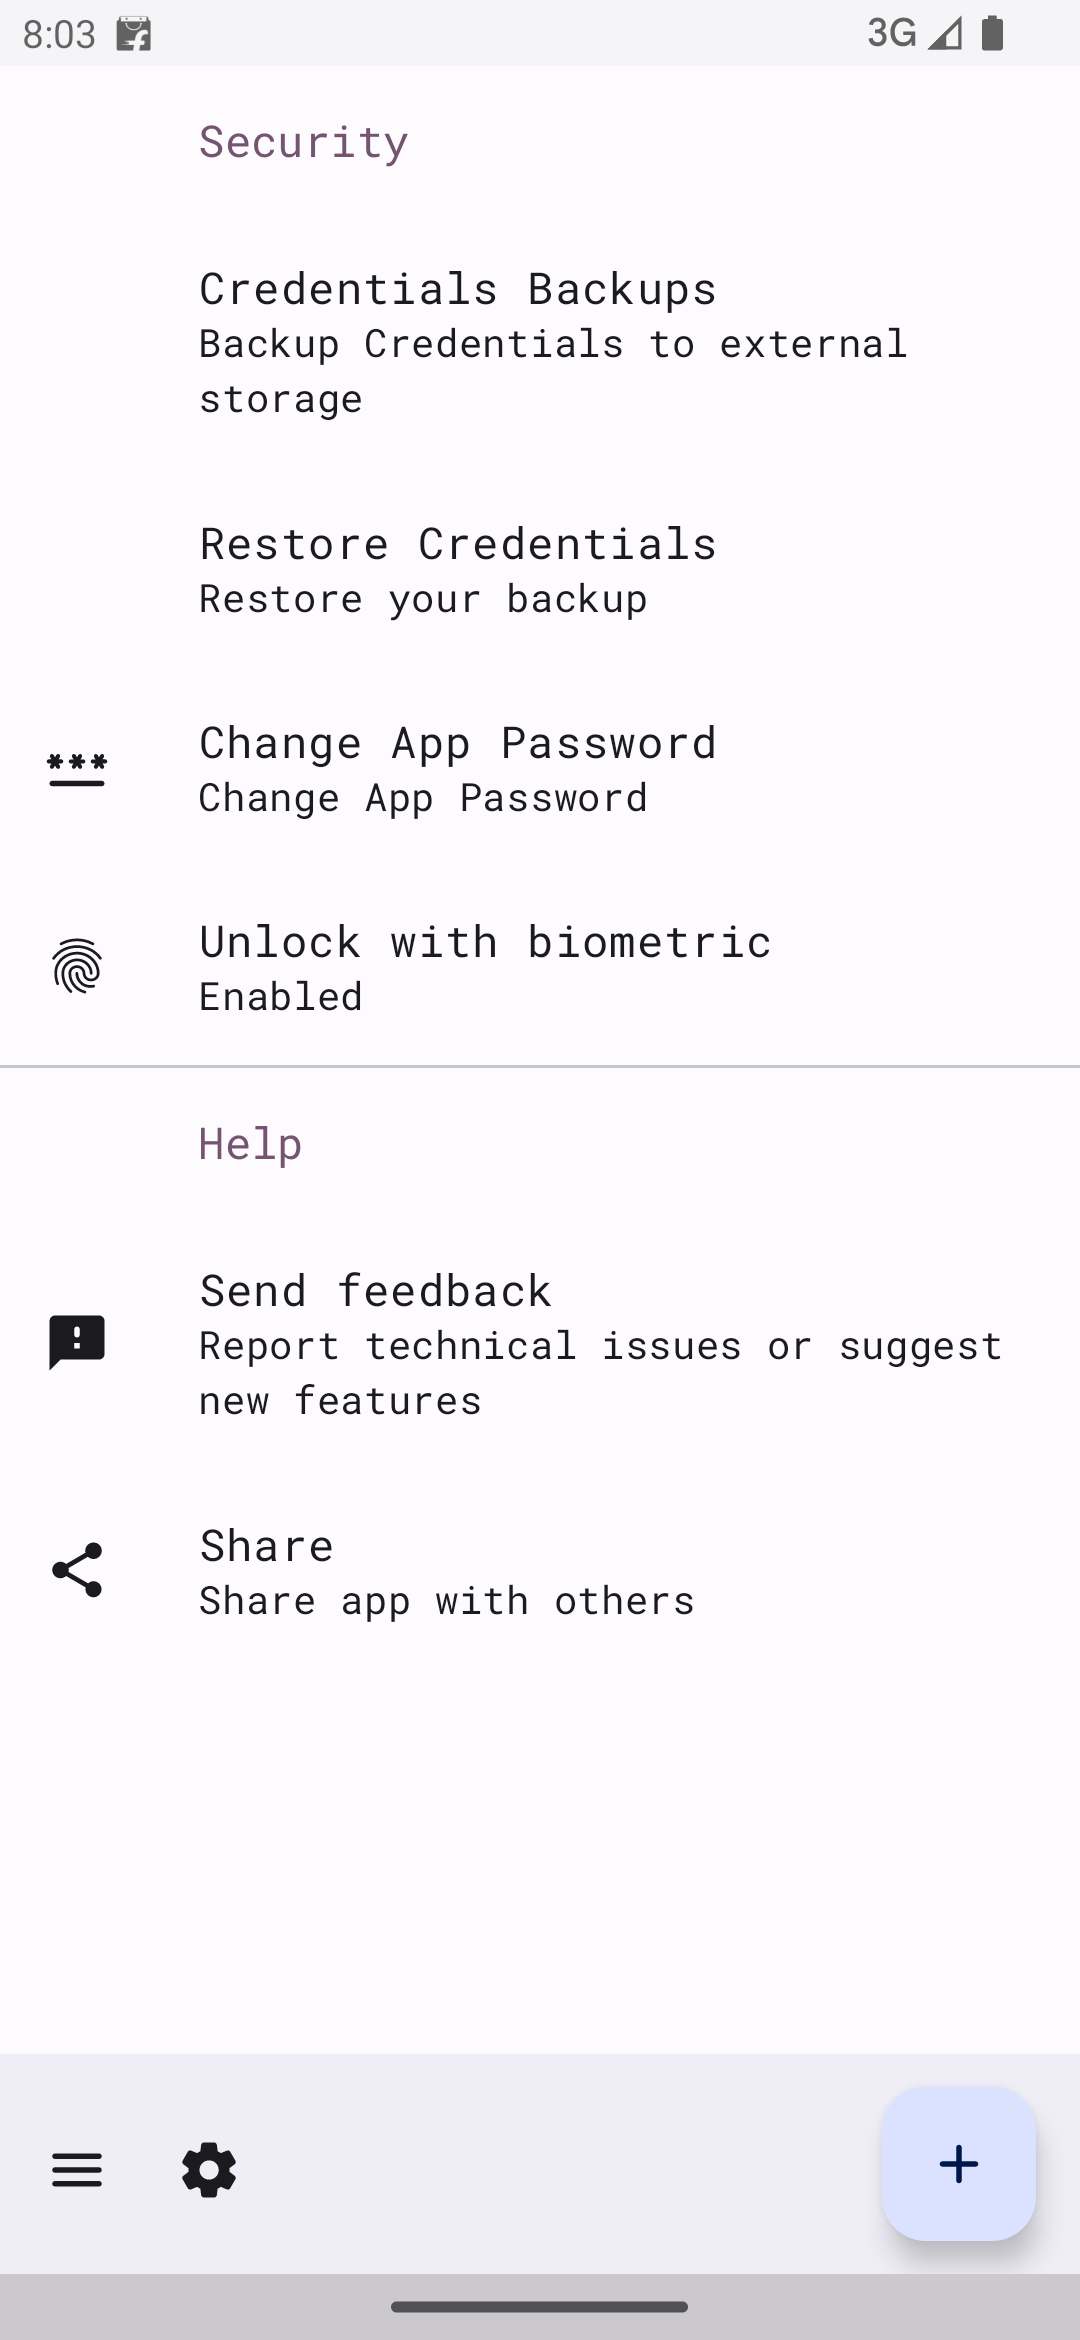 8:03
3G
Security
Credentials Backups
Backup Credentials to external
storage
Restore Credentials
Restore your backup
Change App Password
Change App Password
Unlock with biometric
Enabled
Help
Send feedback
Report technical issues or suggest
new features
Share
Share app with others